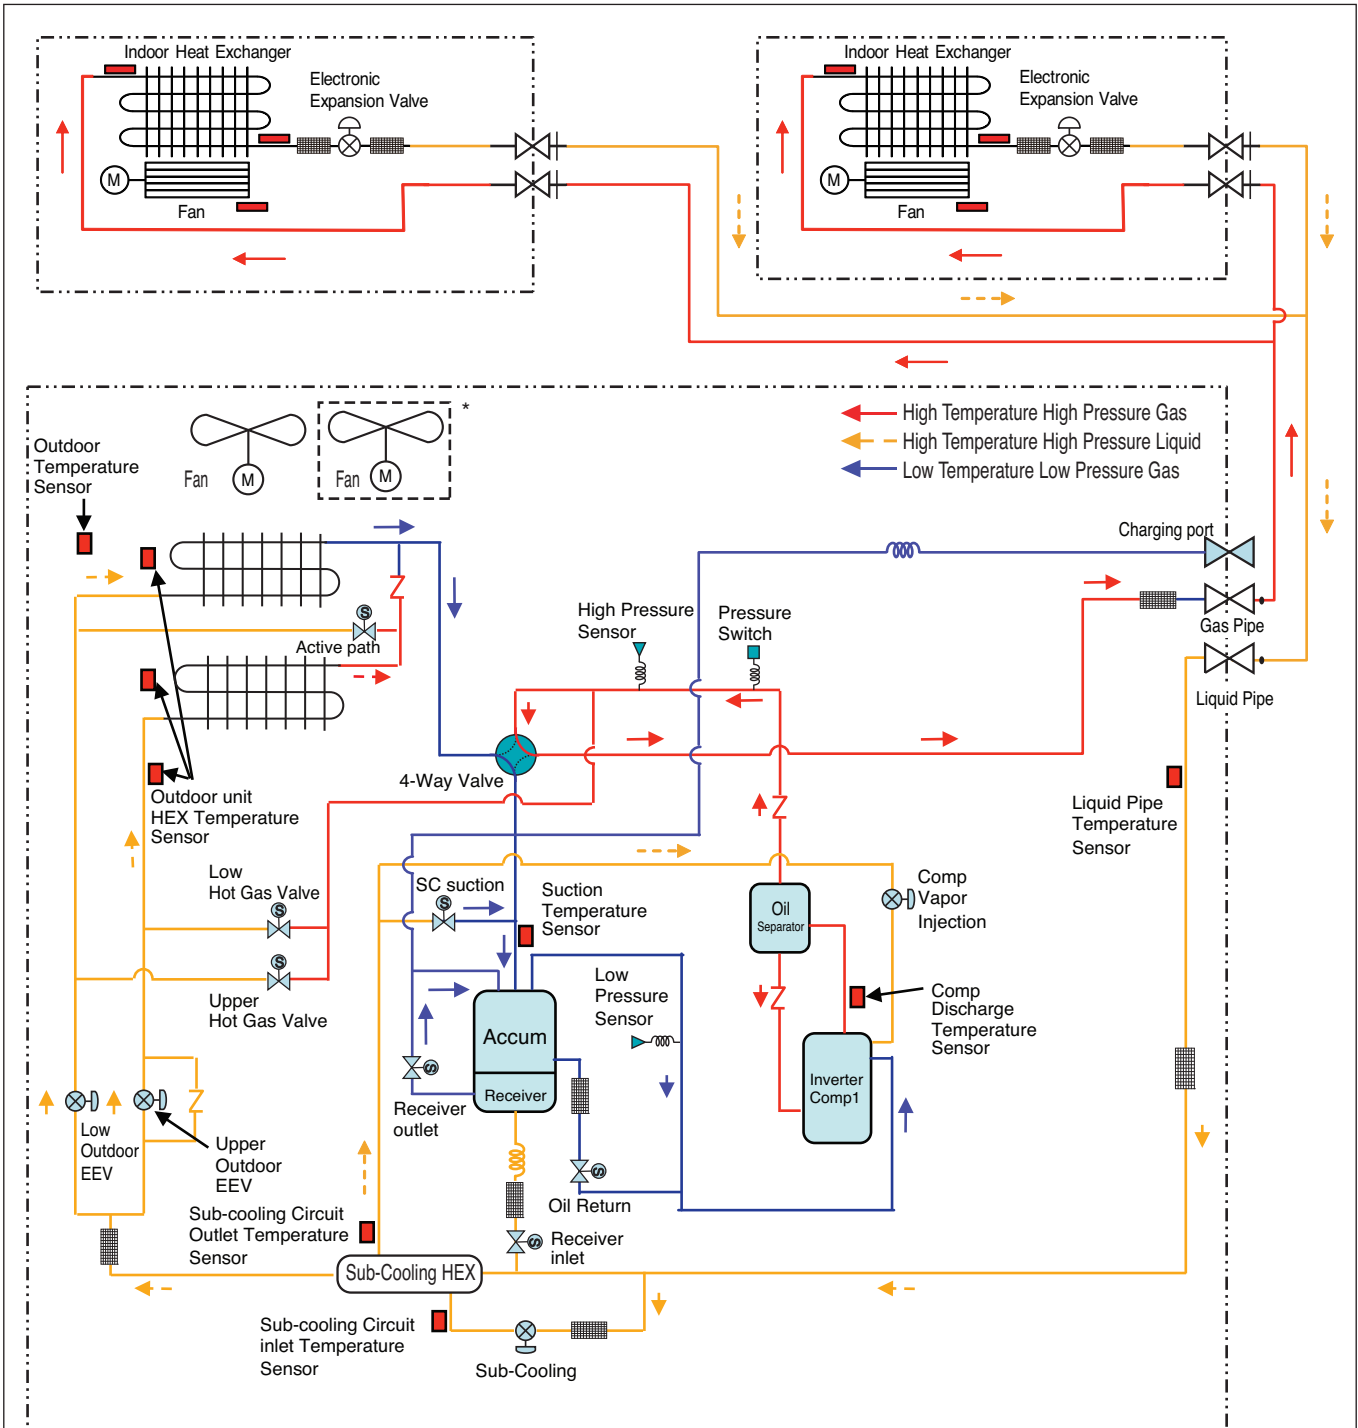 Indoor Heat Exchanger
Electronic
Expansion Valve
M
Fan
Indoor Heat Exchanger
Electronic
Expansion Valve
M
Fan
*
High Temperature High Pressure Gas
High Temperature High Pressure Liquid
Low Temperature Low Pressure Gas
Outdoor
Temperature
Sensor
Fan
M
Fan
M
Charging port
S
Active path
High Pressure
Sensor
Pressure
Switch
Gas Pipe
Liquid Pipe
4-Way Valve
Outdoor unit
HEX Temperature
Sensor
Liquid Pipe
Temperature
Sensor
Low
Hot Gas Valve
S
SC suction
S
Suction
Temperature
Sensor
Oil
Separator
Comp
Vapor
Injection
S
Upper
Hot Gas Valve
Low
Pressure
Sensor
Comp
Discharge
Temperature
Sensor
Accum
Receiver
S
Receiver
outlet
Inverter
Comp1
Low
Outdoor
EEV
Upper
Outdoor
EEV
S
Oil Return
Sub-cooling Circuit
Outlet Temperature
Sensor
S
Receiver
inlet
Sub-Cooling HEX
Sub-cooling Circuit
inlet Temperature
Sensor
Sub-Cooling